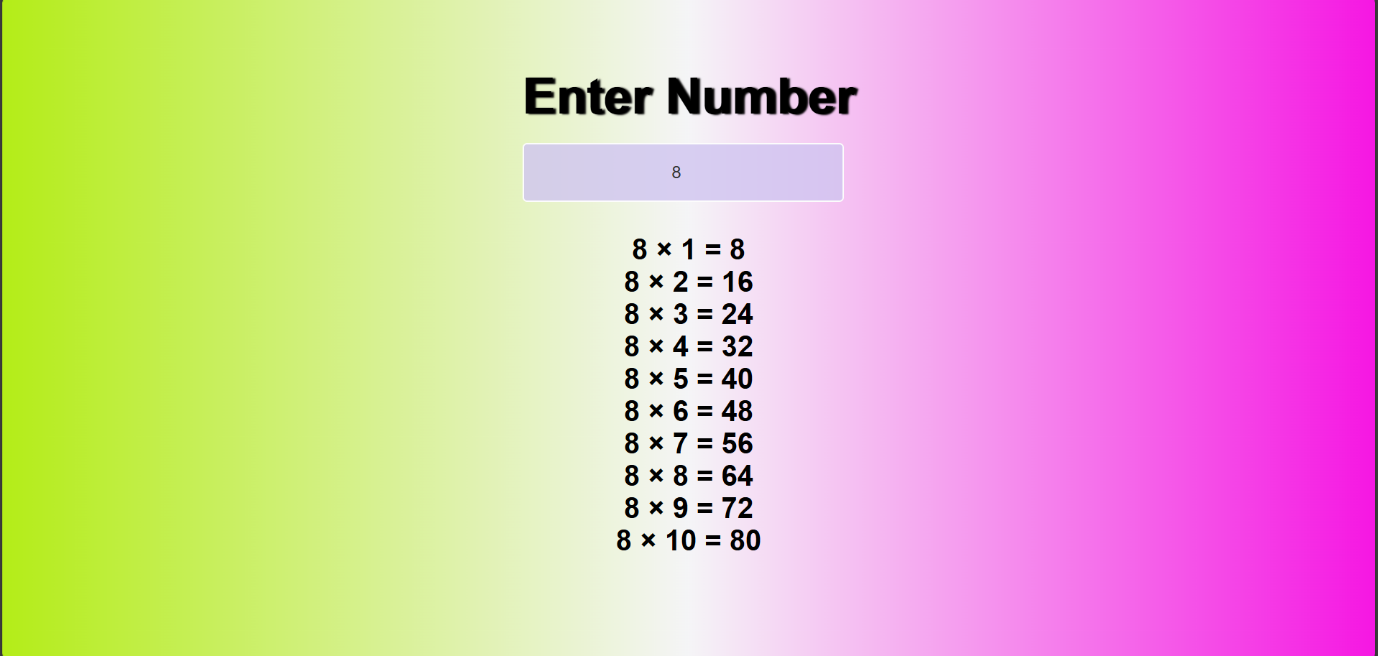 Enter Number
8
8 × 1 = 8
8 × 2 = 16
8 × 3 = 24
8 × 4 = 32
8 × 5 = 40
8 × 6 = 48
8 × 7 = 56
8 × 8 = 64
8 × 9 = 72
8 × 10 = 80